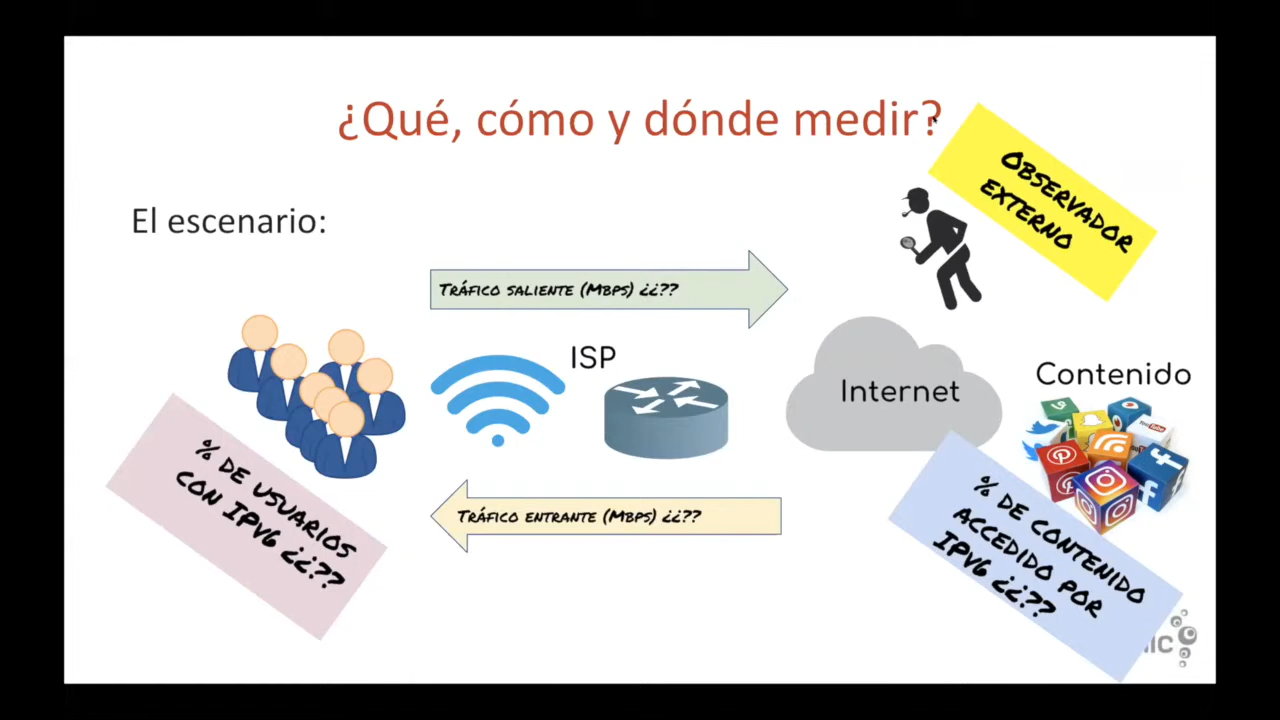 ¿Qué, cómo y dónde medir?
OBSERVADOR
EXTERNO
El escenario:
TRÁFICO SALIENTE (MBPS) ¿¿??
ISP
Internet
Contenido
% DE USUARIOS
CON IPV6 ¿¿??
TRÁFICO ENTRANTE (MBPS) ¿¿??
% DE CONTENIDO
ACCEDIDO POR
IPV6 ¿¿??